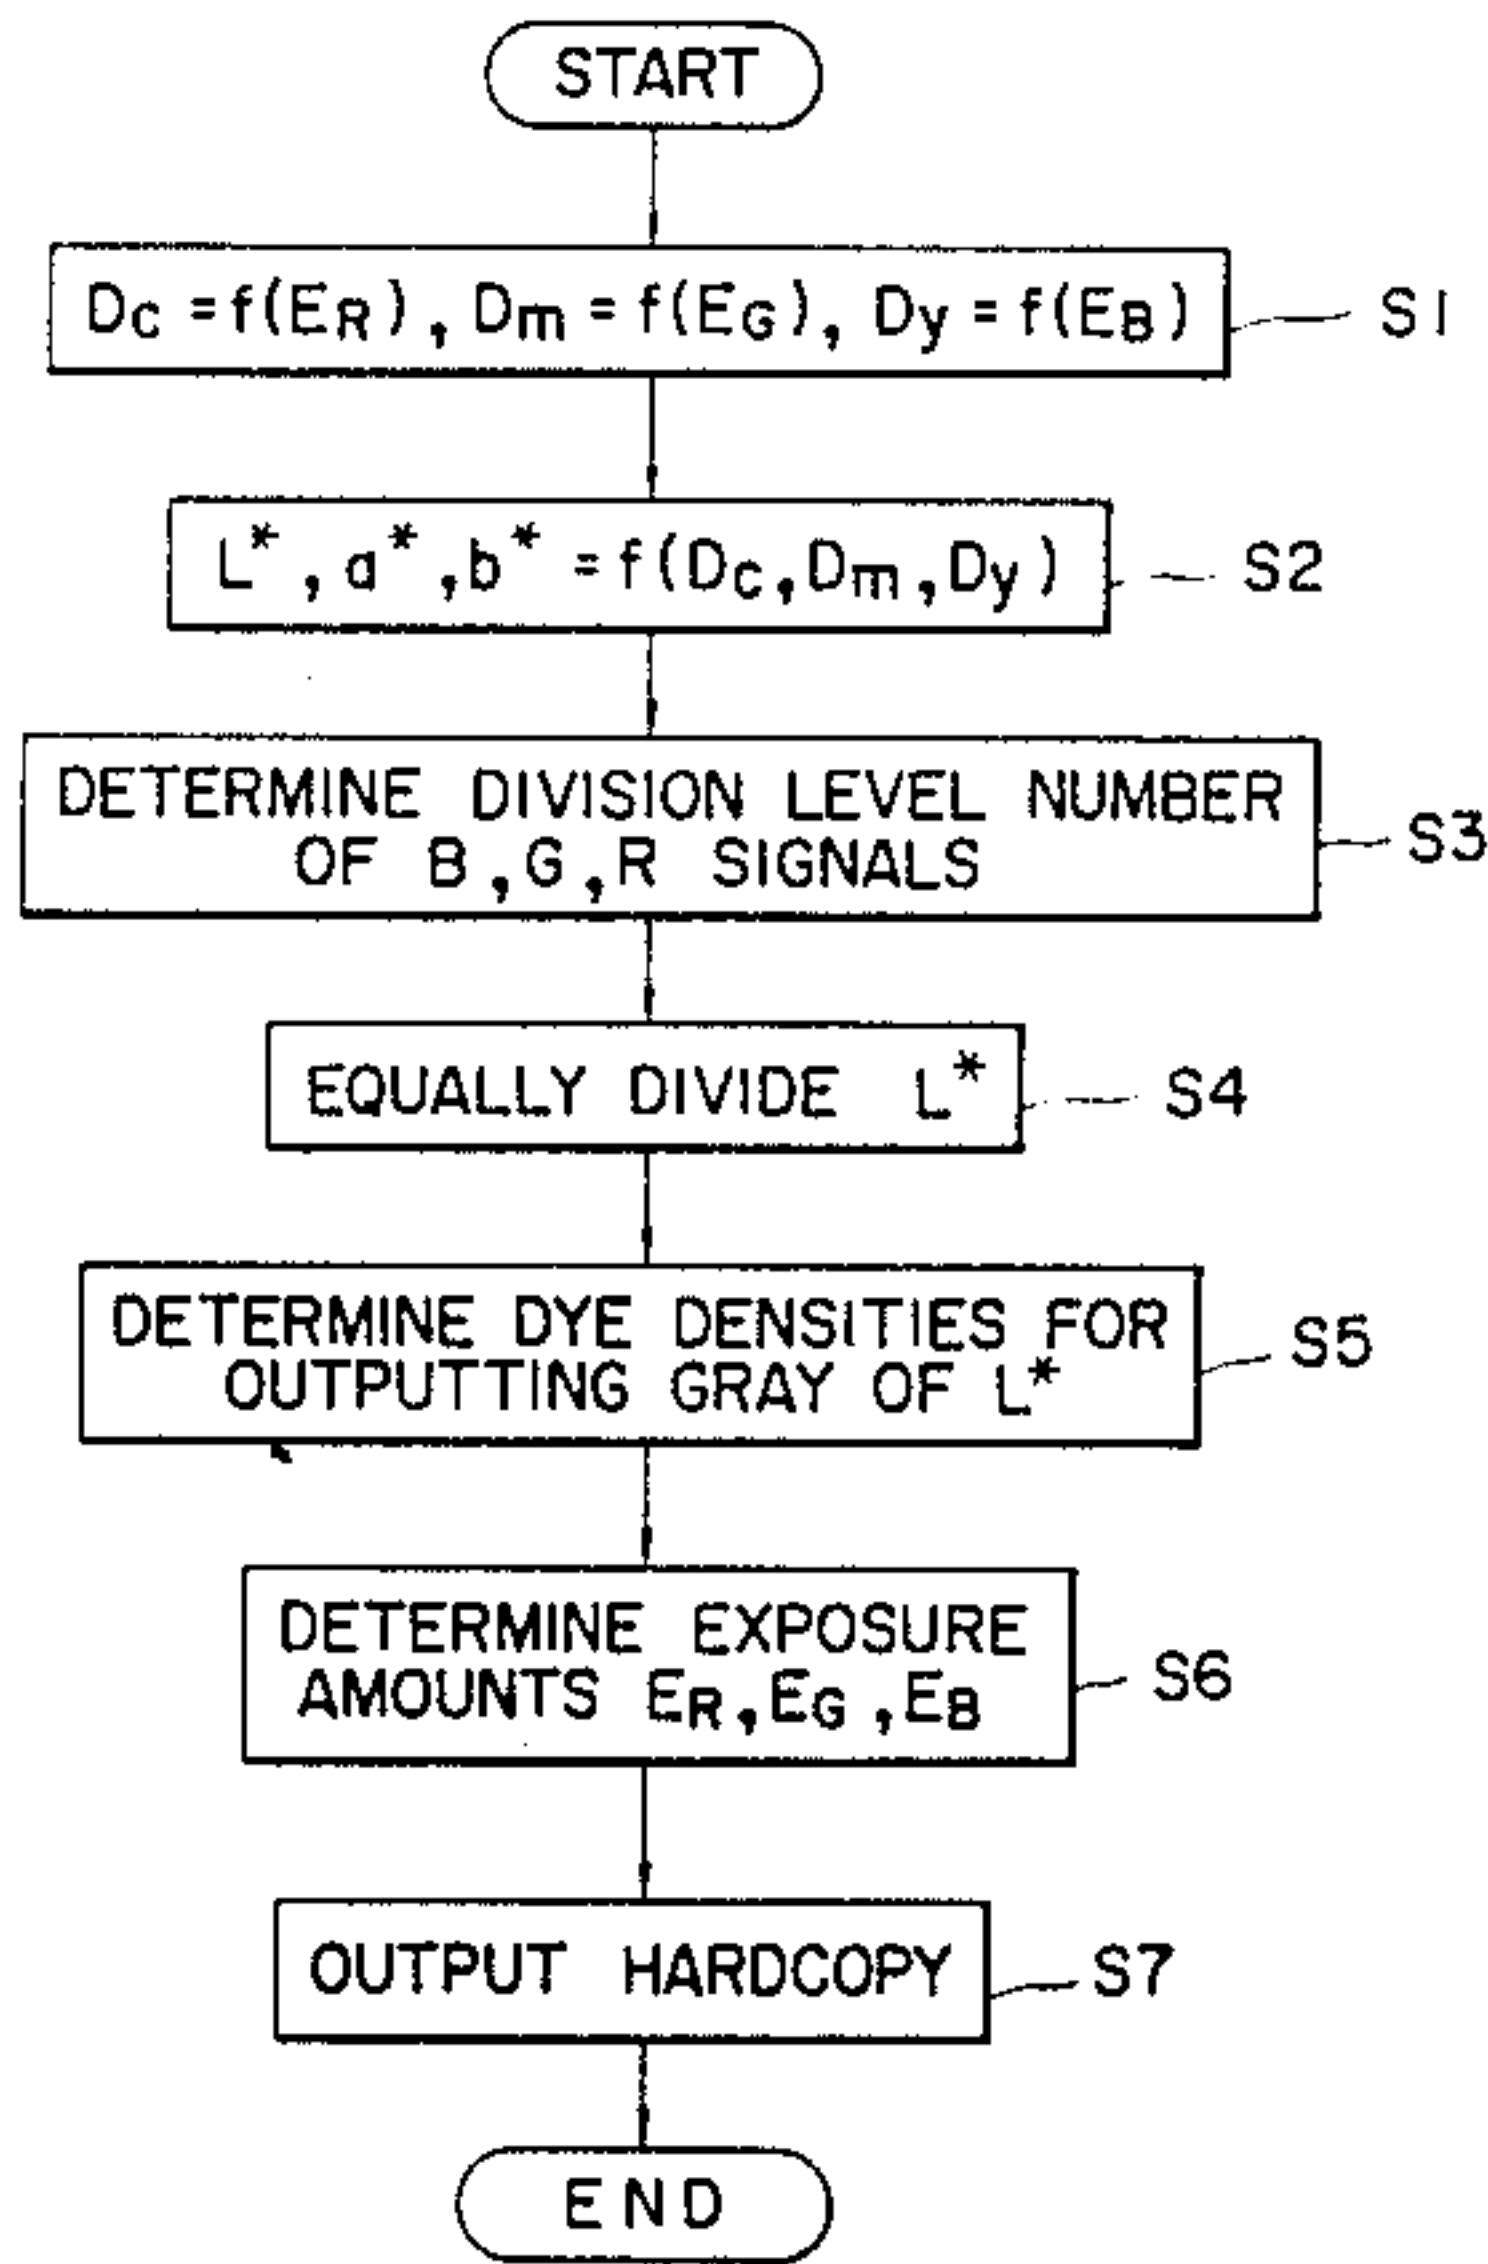 START
Dc = f(ER), Dm = f(EG), Dy = f(EB)
S1
L*, a*, b* = f(Dc, Dm, Dy)
S2
DETERMINE DIVISION LEVEL NUMBER
OF B, G, R SIGNALS
S3
EQUALLY DIVIDE L*
S4
DETERMINE DYE DENSITIES FOR
OUTPUTTING GRAY OF L*
S5
DETERMINE EXPOSURE
AMOUNTS ER, EG, EB
S6
OUTPUT HARDCOPY
S7
END